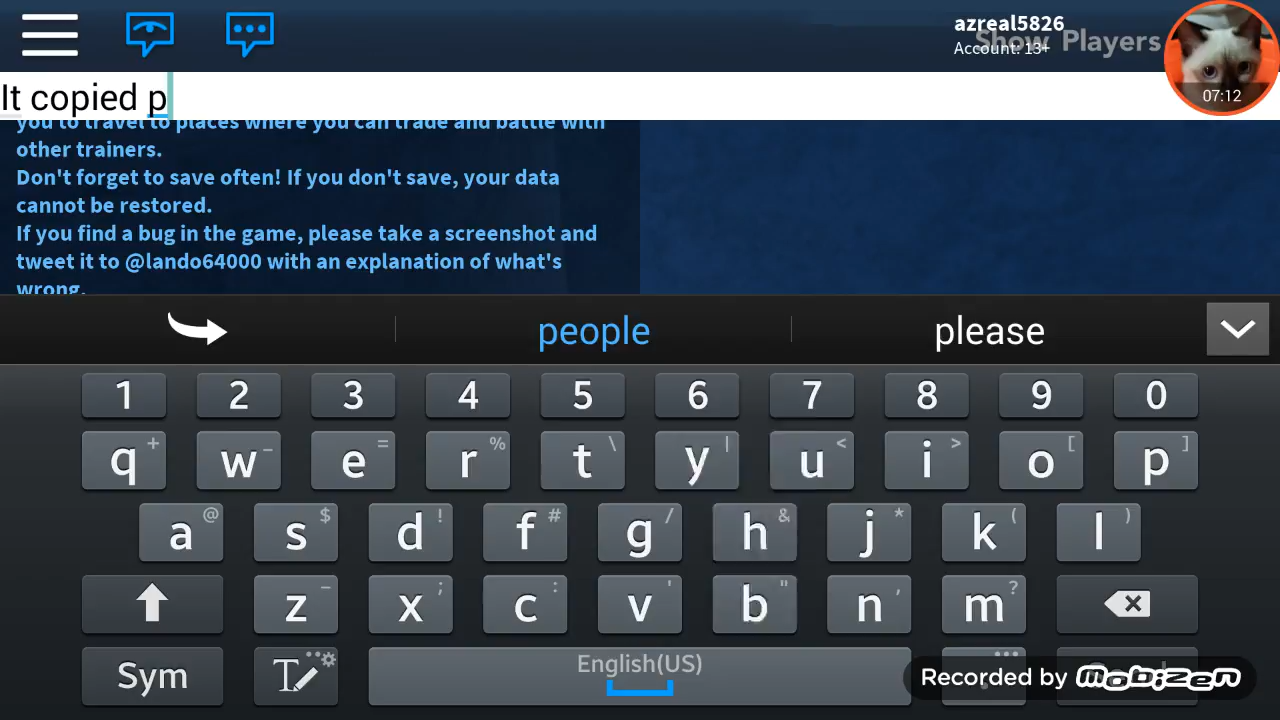 azreal5826
Account: 13+
Show Players
07:12
It copied p
you to travel to places where you can trade and battle with
other trainers.
Don't forget to save often! If you don't save, your data
cannot be restored.
If you find a bug in the game, please take a screenshot and
tweet it to @lando64000 with an explanation of what's
wrong.
people
please
1 2 3 4 5 6 7 8 9 0
q + w - e = r % t \ y | u < i > o [ p ]
a @ s $ d ! f # g / h & j * k ( l )
z - x ; c : v ' b " n , m ?
Sym
T
English(US)
Recorded by mobizen